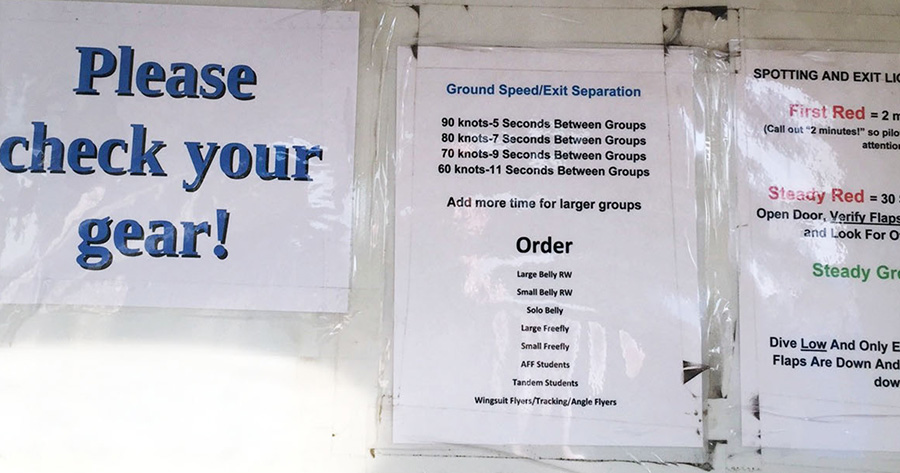 Please
check your
gear!
Ground Speed/Exit Separation
90 knots-5 Seconds Between Groups
80 knots-7 Seconds Between Groups
70 knots-9 Seconds Between Groups
60 knots-11 Seconds Between Groups
Add more time for larger groups
Order
Large Belly RW
Small Belly RW
Solo Belly
Large Freefly
Small Freefly
AFF Students
Tandem Students
Wingsuit Flyers/Tracking/Angle Flyers
SPOTTING AND EXIT
First Red = 2
(Call out "2 minutes!" so
Steady Red = 30
Open Door, Verify Flaps
and Look For
Steady
Dive Low And Only
Flaps Are Down And